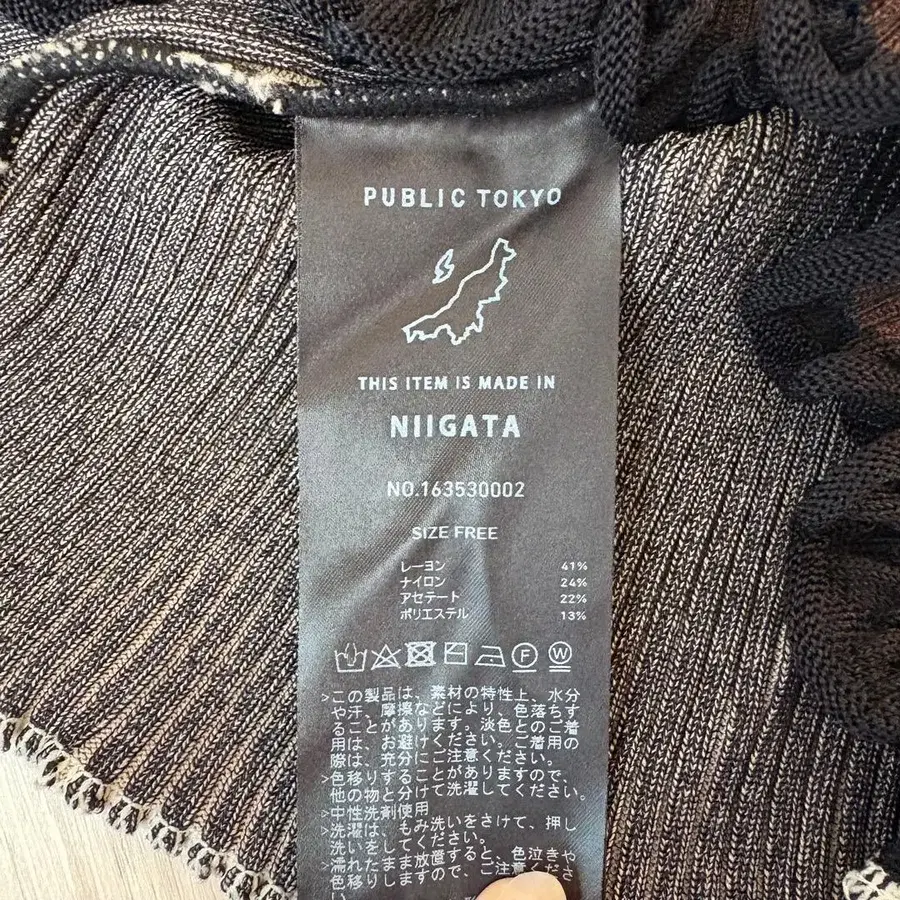 PUBLIC TOKYO
THIS ITEM IS MADE IN
NIIGATA
NO.163530002
SIZE FREE
レーヨン 41%
ナイロン 24%
アセテート 22%
ポリエステル 13%
F W
>この製品は、素材の特性上、水分
や汗、摩擦などにより、色落ちす
ることがあります。淡色とのご着
用は、お避けください。ご着用の
際は、充分にご注意ください。
>色移りすることがありますので、
他の物と分けて洗濯してください。
>中性洗剤使用
>洗濯は、もみ洗いをさけて、押し
洗いをしてください。
>濡れたまま放置すると、色泣きや
色移りしますので、ご注意くださ
い